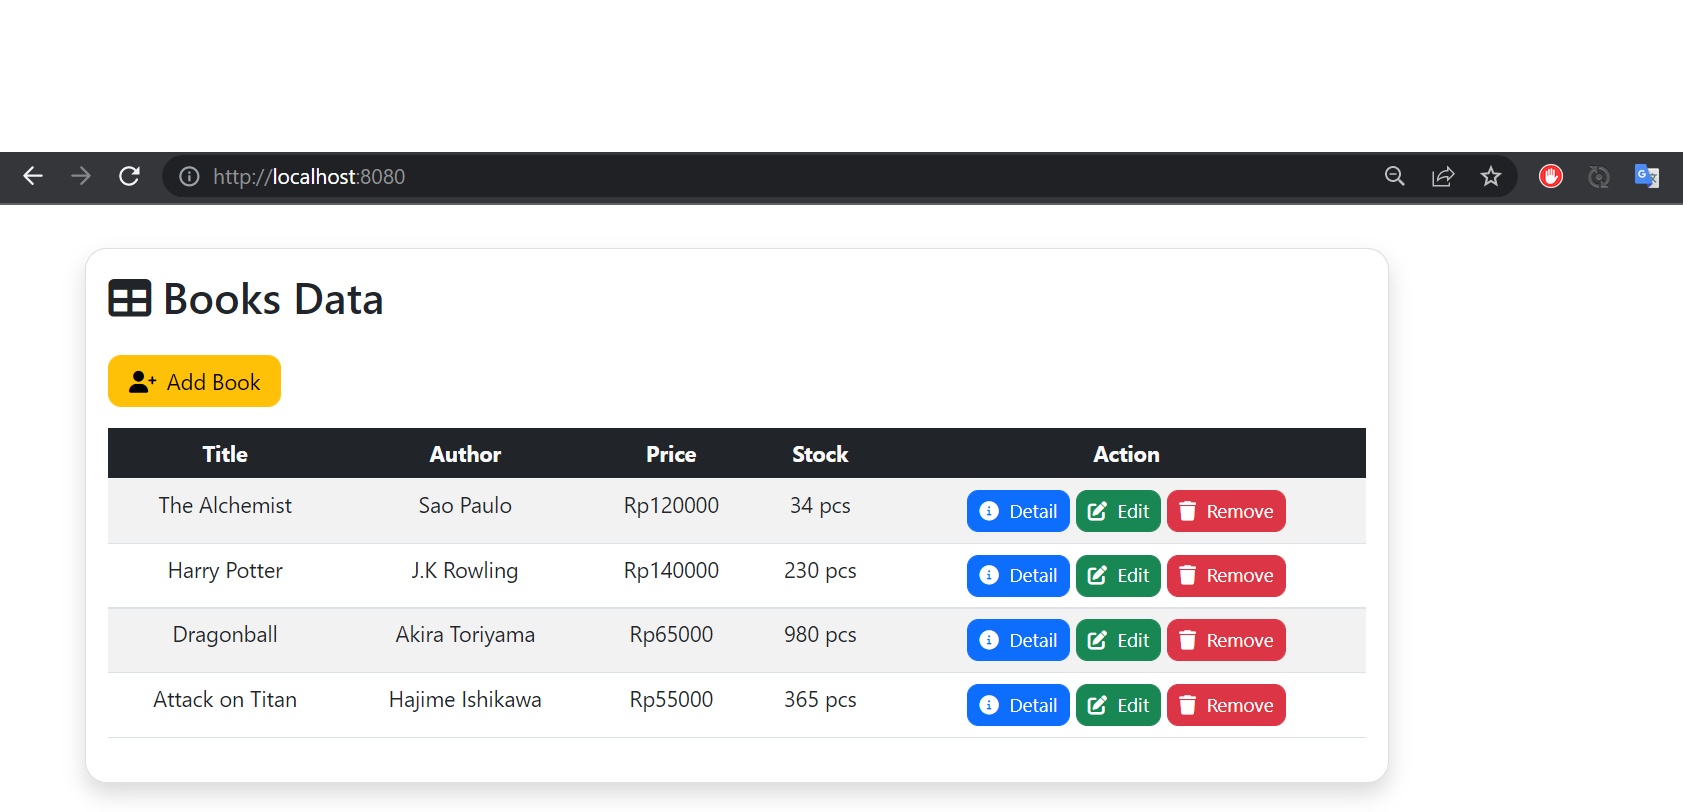 http://localhost:8080
Books Data
Add Book
Title Author Price Stock Action
The Alchemist Sao Paulo Rp120000 34 pcs Detail Edit Remove
Harry Potter J.K Rowling Rp140000 230 pcs Detail Edit Remove
Dragonball Akira Toriyama Rp65000 980 pcs Detail Edit Remove
Attack on Titan Hajime Ishikawa Rp55000 365 pcs Detail Edit Remove